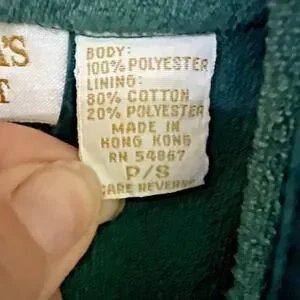 'S
T
BODY:
100% POLYESTER
LINING:
80% COTTON
20% POLYESTER
MADE IN
HONG KONG
RN 54867
P/S
CARE REVERSE